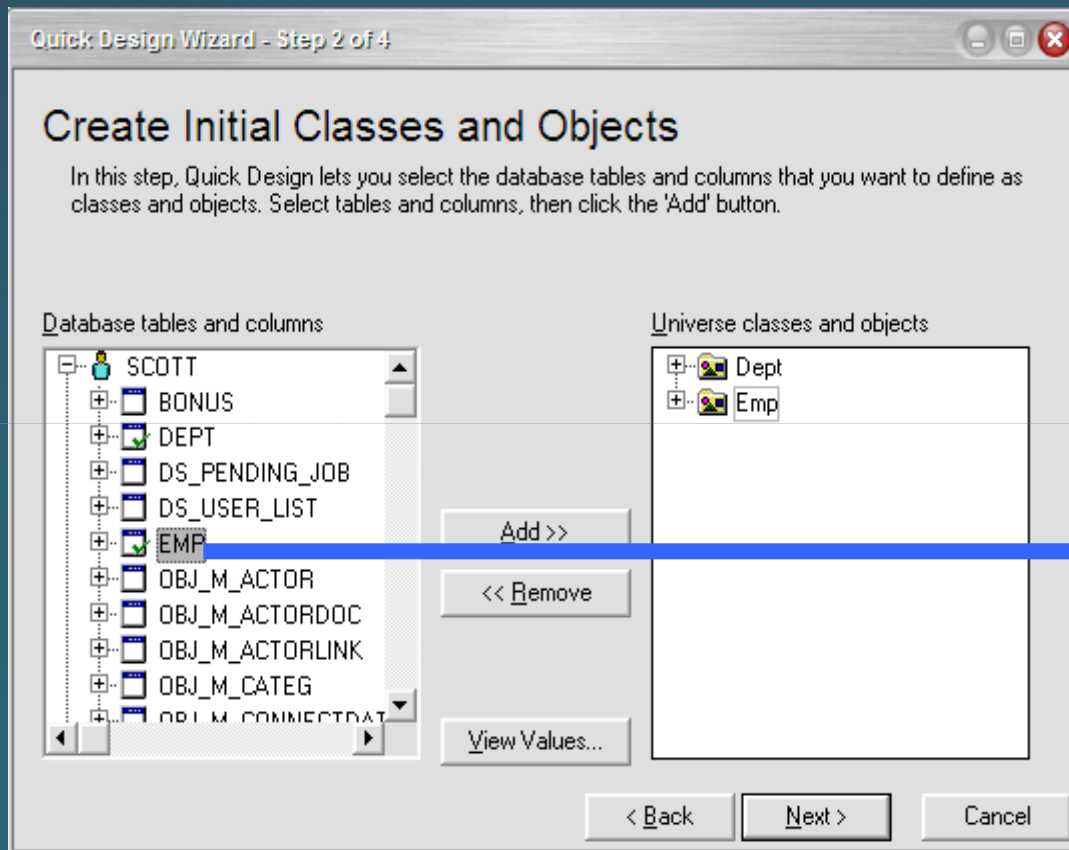 Quick Design Wizard - Step 2 of 4
Create Initial Classes and Objects
In this step, Quick Design lets you select the database tables and columns that you want to define as
classes and objects. Select tables and columns, then click the 'Add' button.
Database tables and columns
SCOTT
BONUS
DEPT
DS_PENDING_JOB
DS_USER_LIST
EMP
OBJ_M_ACTOR
OBJ_M_ACTORDOC
OBJ_M_ACTORLINK
OBJ_M_CATEG
OBJ_M_CONNECTDAT
Add >>
<< Remove
View Values...
Universe classes and objects
Dept
Emp
< Back
Next >
Cancel